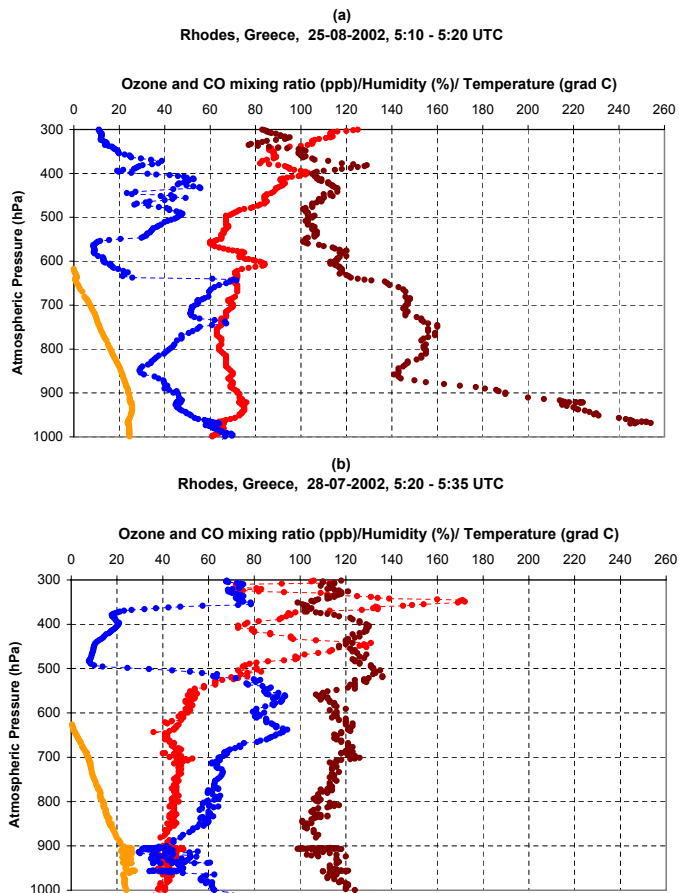 (a)
Rhodes, Greece, 25-08-2002, 5:10 - 5:20 UTC
Ozone and CO mixing ratio (ppb)/Humidity (%)/ Temperature (grad C)
0 20 40 60 80 100 120 140 160 180 200 220 240 260
Atmospheric Pressure (hPa)
300
400
500
600
700
800
900
1000
(b)
Rhodes, Greece, 28-07-2002, 5:20 - 5:35 UTC
Ozone and CO mixing ratio (ppb)/Humidity (%)/ Temperature (grad C)
0 20 40 60 80 100 120 140 160 180 200 220 240 260
Atmospheric Pressure (hPa)
300
400
500
600
700
800
900
1000